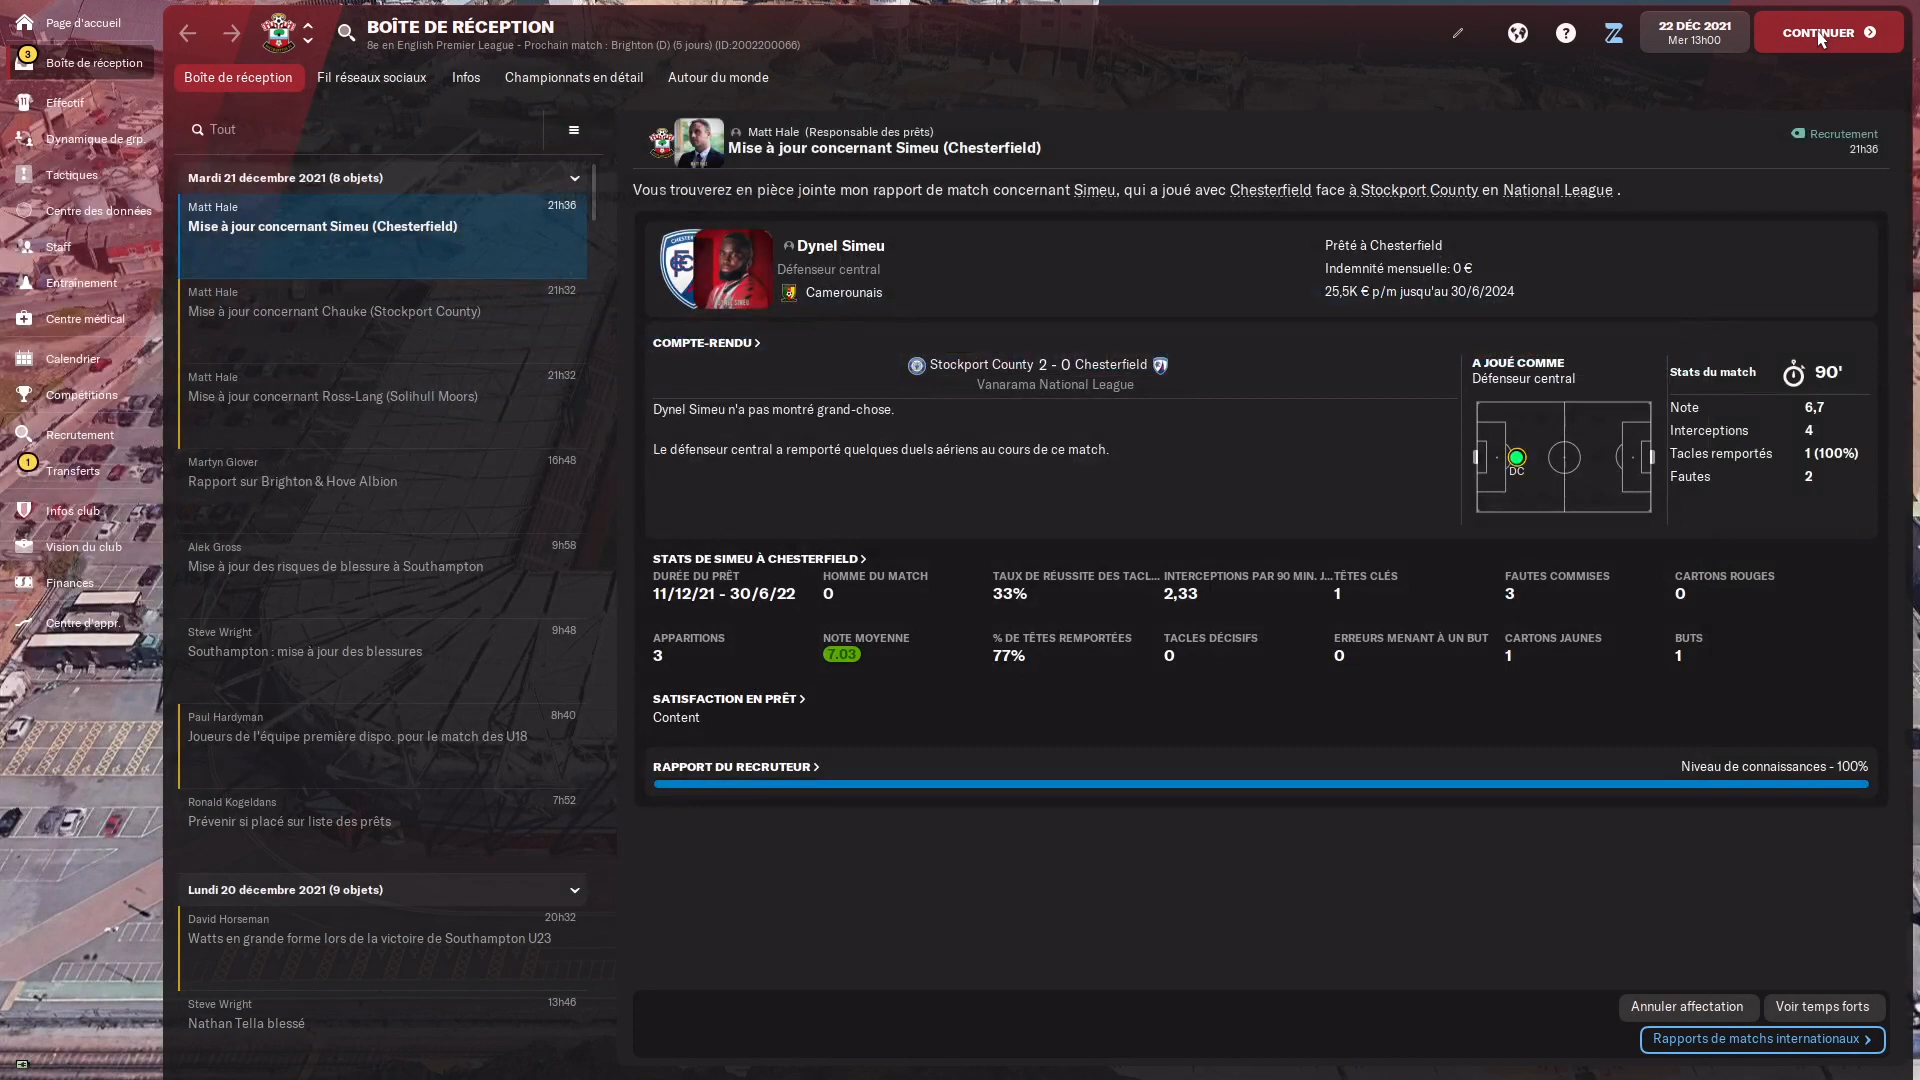 Page d'accueil
3
Boîte de réception
Effectif
Dynamique de grp.
Tactiques
Centre des données
Staff
Entraînement
Centre médical
Calendrier
Compétitions
Recrutement
1
Transferts
Infos club
Vision du club
Finances
Centre d'appr.
BOÎTE DE RÉCEPTION
8e en English Premier League - Prochain match : Brighton (D) (5 jours) (ID:2002200066)
22 DÉC 2021
Mer 13h00
CONTINUER
Boîte de réception
Fil réseaux sociaux
Infos
Championnats en détail
Autour du monde
Tout
Mardi 21 décembre 2021 (8 objets)
Matt Hale 21h36
Mise à jour concernant Simeu (Chesterfield)
Matt Hale 21h32
Mise à jour concernant Chauke (Stockport County)
Matt Hale 21h32
Mise à jour concernant Ross-Lang (Solihull Moors)
Martyn Glover 16h48
Rapport sur Brighton & Hove Albion
Alek Gross 9h58
Mise à jour des risques de blessure à Southampton
Steve Wright 9h48
Southampton : mise à jour des blessures
Paul Hardyman 8h40
Joueurs de l'équipe première dispo. pour le match des U18
Ronald Kogeldans 7h52
Prévenir si placé sur liste des prêts
Lundi 20 décembre 2021 (9 objets)
David Horseman 20h32
Watts en grande forme lors de la victoire de Southampton U23
Steve Wright 13h46
Nathan Tella blessé
Matt Hale (Responsable des prêts)
Mise à jour concernant Simeu (Chesterfield)
Recrutement
21h36
Vous trouverez en pièce jointe mon rapport de match concernant Simeu, qui a joué avec Chesterfield face à Stockport County en National League .
Dynel Simeu
Défenseur central
Camerounais
Prêté à Chesterfield
Indemnité mensuelle: 0 €
25,5K € p/m jusqu'au 30/6/2024
COMPTE-RENDU
Stockport County 2 - 0 Chesterfield
Vanarama National League
Dynel Simeu n'a pas montré grand-chose.
Le défenseur central a remporté quelques duels aériens au cours de ce match.
A JOUÉ COMME
Défenseur central
DC
Stats du match 90'
Note 6,7
Interceptions 4
Tacles remportés 1 (100%)
Fautes 2
STATS DE SIMEU À CHESTERFIELD
DURÉE DU PRÊT HOMME DU MATCH TAUX DE RÉUSSITE DES TACL... INTERCEPTIONS PAR 90 MIN. J... TÊTES CLÉS FAUTES COMMISES CARTONS ROUGES
11/12/21 - 30/6/22 0 33% 2,33 1 3 0
APPARITIONS NOTE MOYENNE % DE TÊTES REMPORTÉES TACLES DÉCISIFS ERREURS MENANT À UN BUT CARTONS JAUNES BUTS
3 7.03 77% 0 0 1 1
SATISFACTION EN PRÊT
Content
RAPPORT DU RECRUTEUR Niveau de connaissances - 100%
Annuler affectation
Voir temps forts
Rapports de matchs internationaux